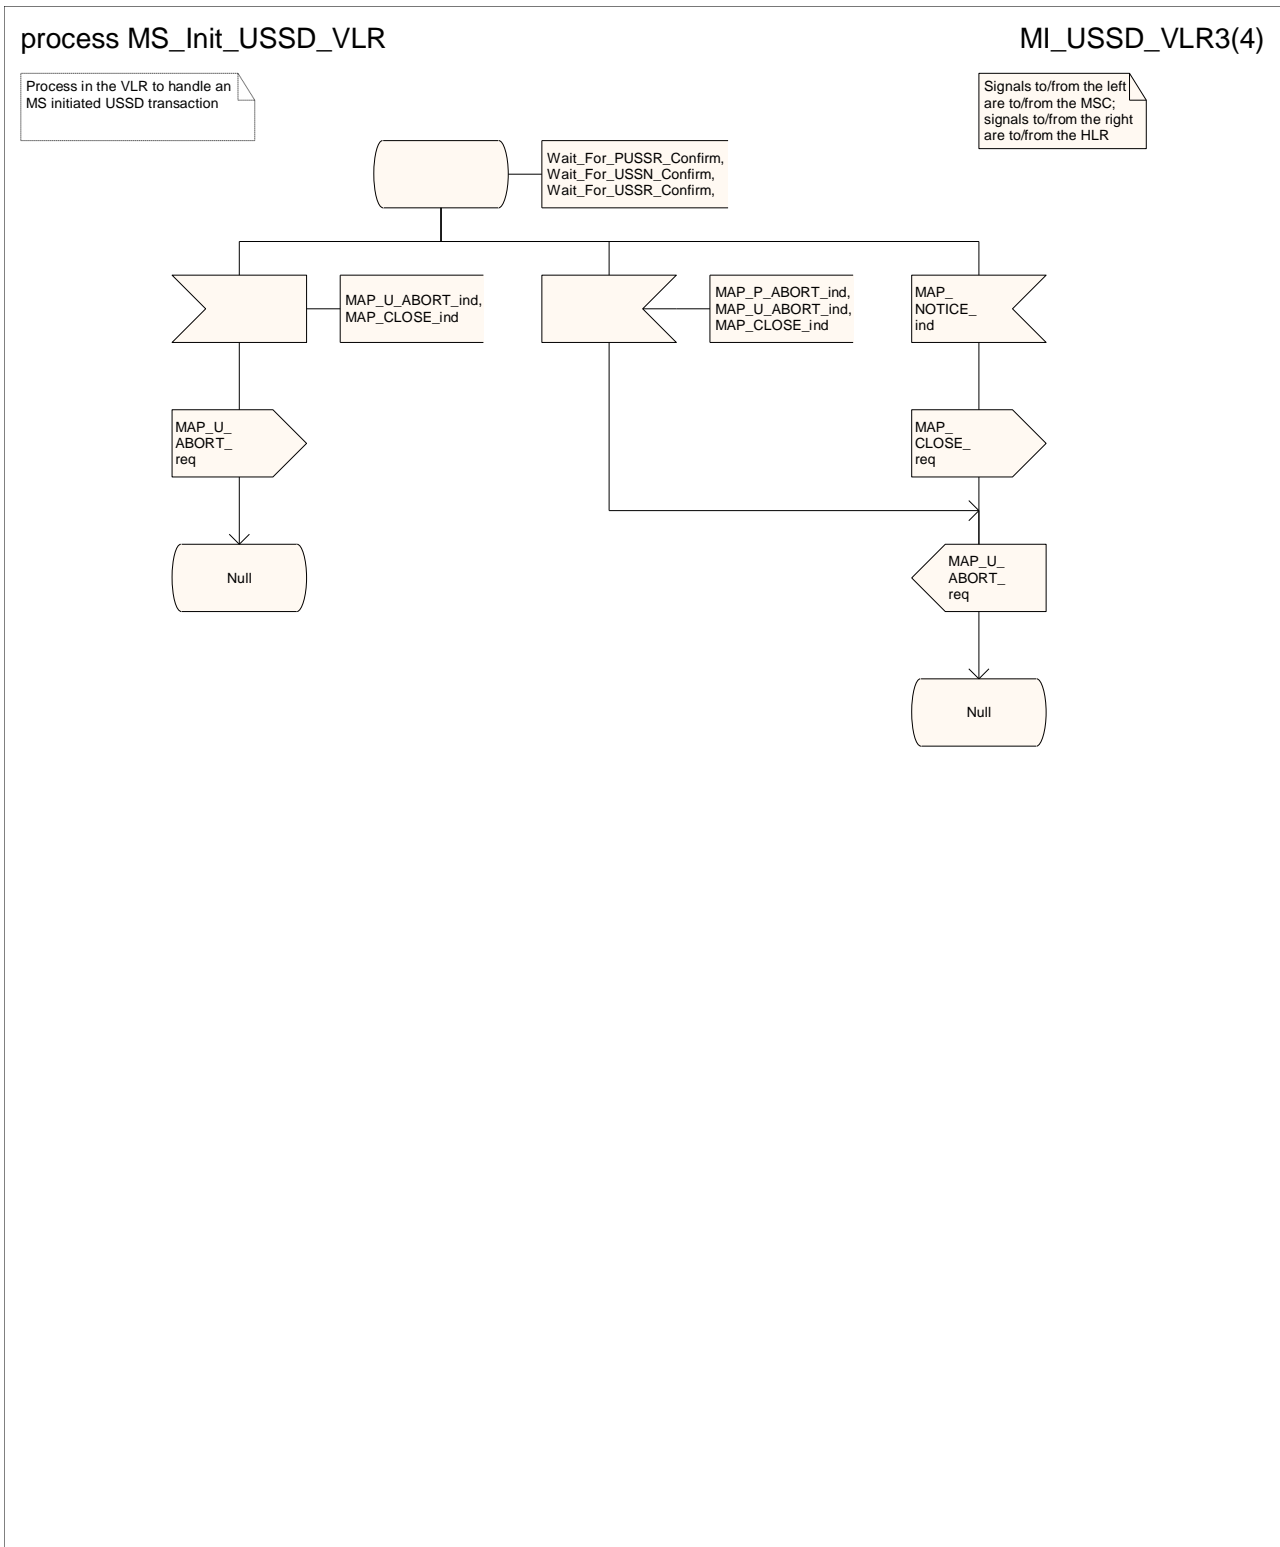 process MS_Init_USSD_VLR
MI_USSD_VLR3(4)
Process in the VLR to handle an
MS initiated USSD transaction
Signals to/from the left
are to/from the MSC;
signals to/from the right
are to/from the HLR
Wait_For_PUSSR_Confirm,
Wait_For_USSN_Confirm,
Wait_For_USSR_Confirm,
MAP_U_ABORT_ind,
MAP_CLOSE_ind
MAP_P_ABORT_ind,
MAP_U_ABORT_ind,
MAP_CLOSE_ind
MAP_
NOTICE_
ind
MAP_U_
ABORT_
req
MAP_
CLOSE_
req
Null
MAP_U_
ABORT_
req
Null